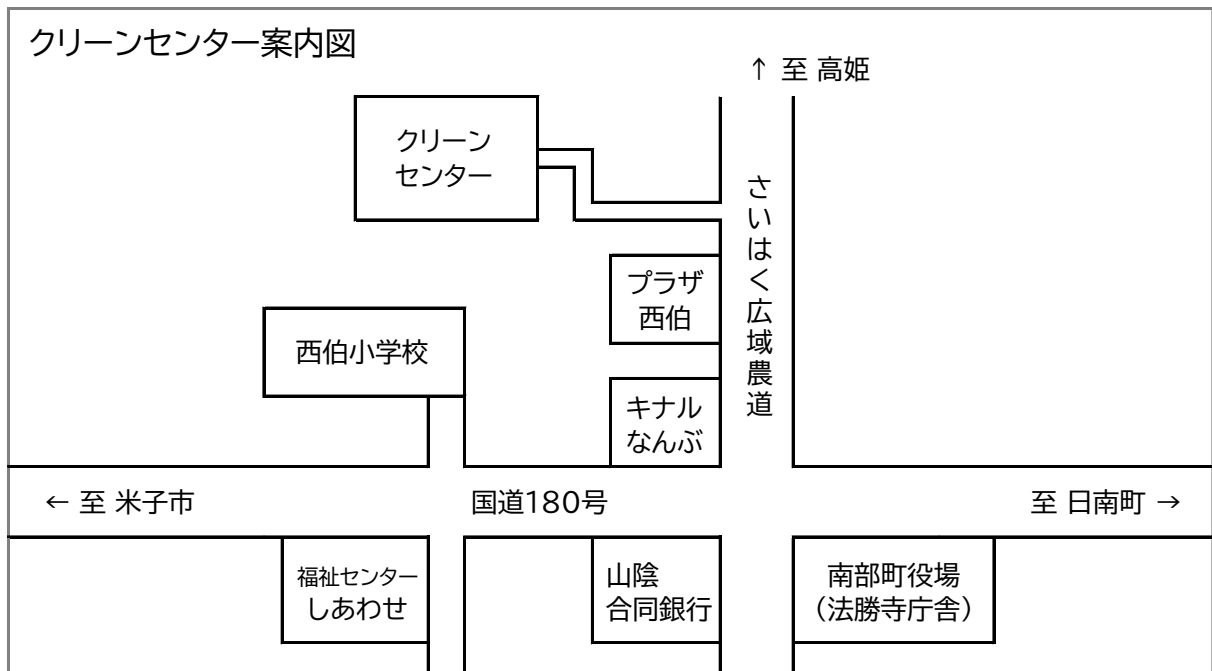 クリーンセンター案内図
↑ 至 高姫
クリーン
センター
さいはく広域農道
プラザ
西伯
西伯小学校
キナル
なんぶ
← 至 米子市
国道180号
至 日南町 →
福祉センター
しあわせ
山陰
合同銀行
南部町役場
（法勝寺庁舎）